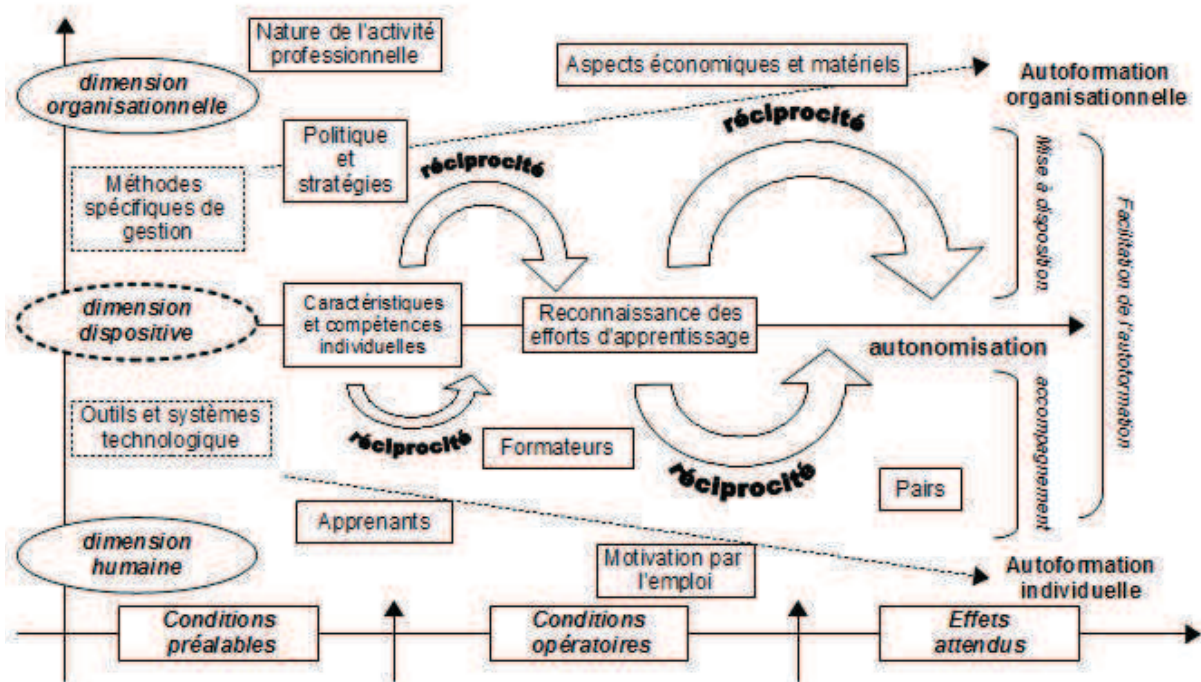 Nature de l'activité
professionnelle
dimension
organisationnelle
Aspects économiques et matériels
Autoformation
organisationnelle
Politique
et
stratégies
réciprocité
réciprocité
Méthodes
spécifiques de
gestion
Mise à disposition
Facilitation de l'autoformation
dimension
dispositive
Caractéristiques
et compétences
individuelles
Reconnaissance des
efforts d'apprentissage
autonomisation
Outils et systèmes
technologique
réciprocité
Formateurs
réciprocité
Pairs
accompagnement
Apprenants
dimension
humaine
Motivation par
l'emploi
Autoformation
individuelle
Conditions
préalables
Conditions
opératoires
Effets
attendus